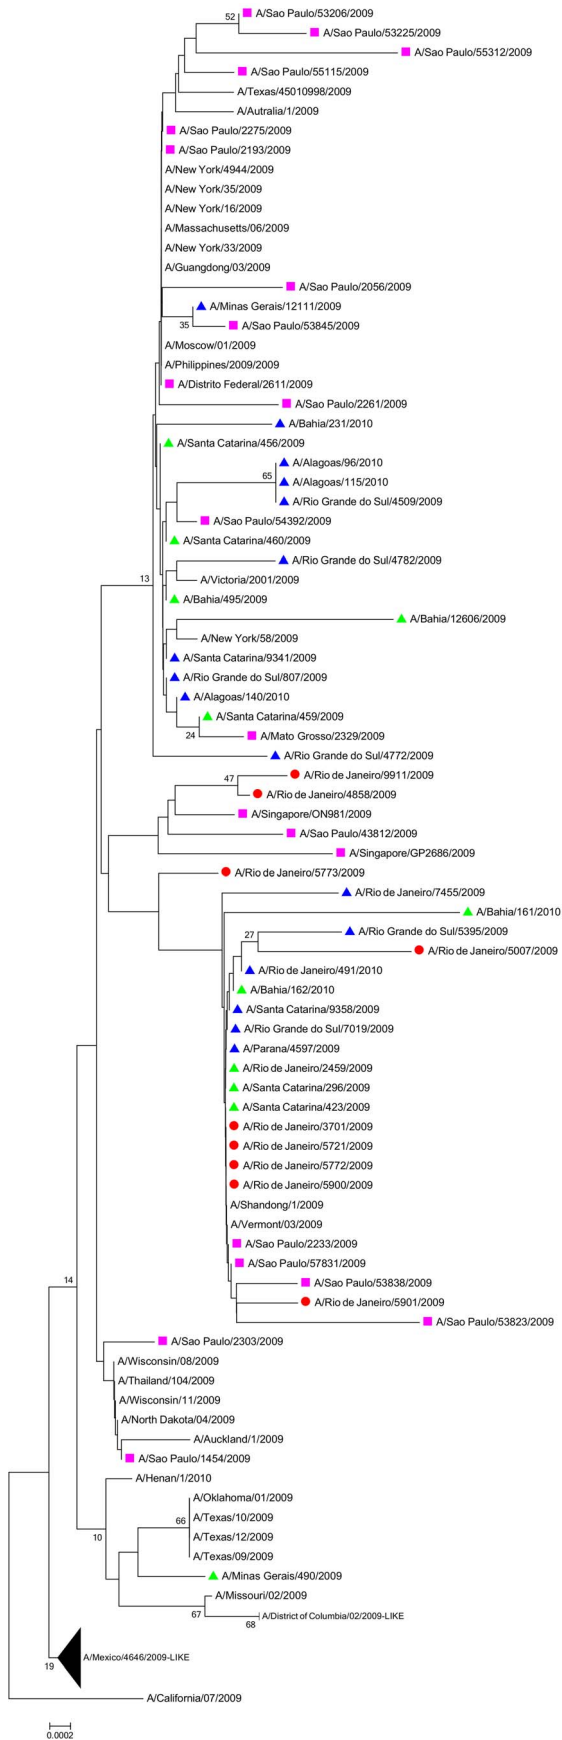 52
A/Sao Paulo/53206/2009
A/Sao Paulo/53225/2009
A/Sao Paulo/55312/2009
A/Sao Paulo/55115/2009
A/Texas/45010998/2009
A/Autralia/1/2009
A/Sao Paulo/2275/2009
A/Sao Paulo/2193/2009
A/New York/4944/2009
A/New York/35/2009
A/New York/16/2009
A/Massachusetts/06/2009
A/New York/33/2009
A/Guangdong/03/2009
A/Sao Paulo/2056/2009
A/Minas Gerais/12111/2009
35
A/Sao Paulo/53845/2009
A/Moscow/01/2009
A/Philippines/2009/2009
A/Distrito Federal/2611/2009
A/Sao Paulo/2261/2009
A/Bahia/231/2010
A/Santa Catarina/456/2009
A/Alagoas/96/2010
65
A/Alagoas/115/2010
A/Rio Grande do Sul/4509/2009
A/Sao Paulo/54392/2009
A/Santa Catarina/460/2009
A/Rio Grande do Sul/4782/2009
13
A/Victoria/2001/2009
A/Bahia/495/2009
A/Bahia/12606/2009
A/New York/58/2009
A/Santa Catarina/9341/2009
A/Rio Grande do Sul/807/2009
A/Alagoas/140/2010
A/Santa Catarina/459/2009
24
A/Mato Grosso/2329/2009
A/Rio Grande do Sul/4772/2009
47
A/Rio de Janeiro/9911/2009
A/Rio de Janeiro/4858/2009
A/Singapore/ON981/2009
A/Sao Paulo/43812/2009
A/Singapore/GP2686/2009
A/Rio de Janeiro/5773/2009
A/Rio de Janeiro/7455/2009
A/Bahia/161/2010
27
A/Rio Grande do Sul/5395/2009
A/Rio de Janeiro/5007/2009
A/Rio de Janeiro/491/2010
A/Bahia/162/2010
A/Santa Catarina/9358/2009
A/Rio Grande do Sul/7019/2009
A/Parana/4597/2009
A/Rio de Janeiro/2459/2009
A/Santa Catarina/296/2009
A/Santa Catarina/423/2009
A/Rio de Janeiro/3701/2009
A/Rio de Janeiro/5721/2009
A/Rio de Janeiro/5772/2009
A/Rio de Janeiro/5900/2009
A/Shandong/1/2009
A/Vermont/03/2009
A/Sao Paulo/2233/2009
A/Sao Paulo/57831/2009
14
A/Sao Paulo/53838/2009
A/Rio de Janeiro/5901/2009
A/Sao Paulo/53823/2009
A/Sao Paulo/2303/2009
A/Wisconsin/08/2009
A/Thailand/104/2009
A/Wisconsin/11/2009
A/North Dakota/04/2009
A/Auckland/1/2009
A/Sao Paulo/1454/2009
A/Henan/1/2010
A/Oklahoma/01/2009
66
A/Texas/10/2009
10
A/Texas/12/2009
A/Texas/09/2009
A/Minas Gerais/490/2009
A/Missouri/02/2009
67
A/District of Columbia/02/2009-LIKE
68
A/Mexico/4646/2009-LIKE
19
A/California/07/2009
0.0002